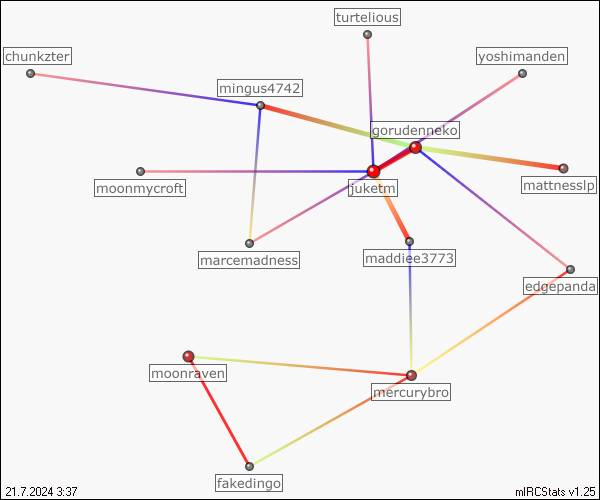 turtelious
chunkzter
yoshimanden
mingus4742
gorudenneko
moonmycroft
juketm
mattnesslp
marcemadness
maddiee3773
edgepanda
moonraven
mercurybro
fakedingo
21.7.2024 3:37
mIRCStats v1.25